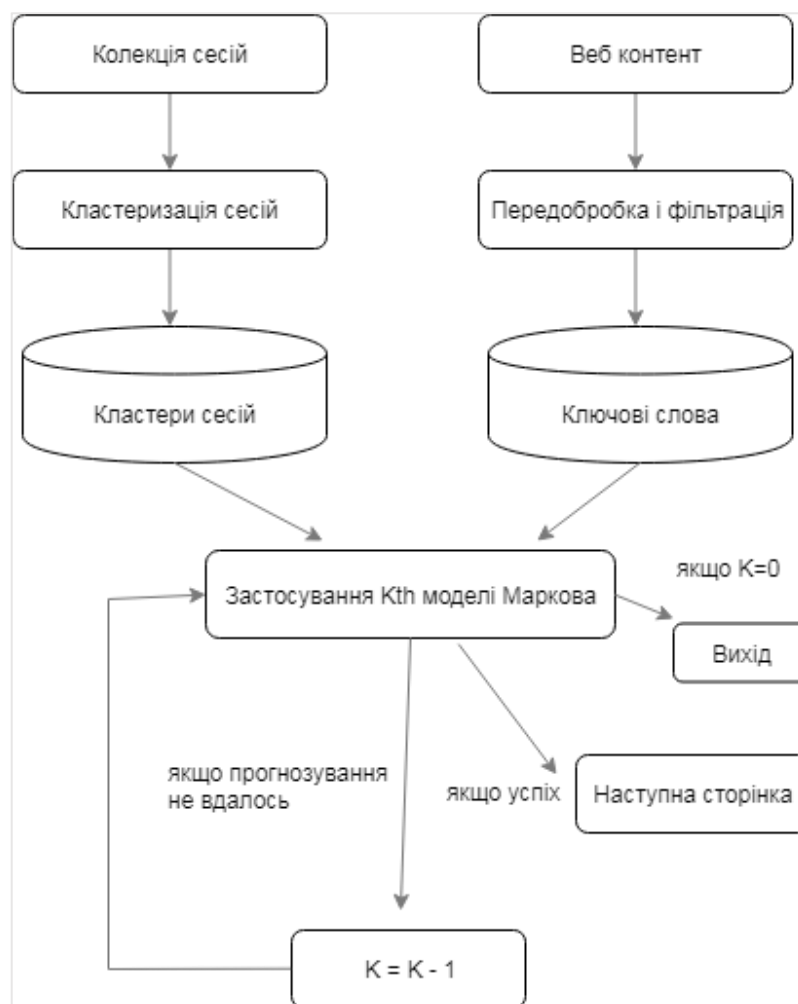 Колекція сесій
Веб контент
Кластеризація сесій
Передобробка і фільтрація
Кластери сесій
Ключові слова
якщо K=0
Застосування Kth моделі Маркова
Вихід
якщо прогнозування
не вдалось
якщо успіх
Наступна сторінка
K = K - 1